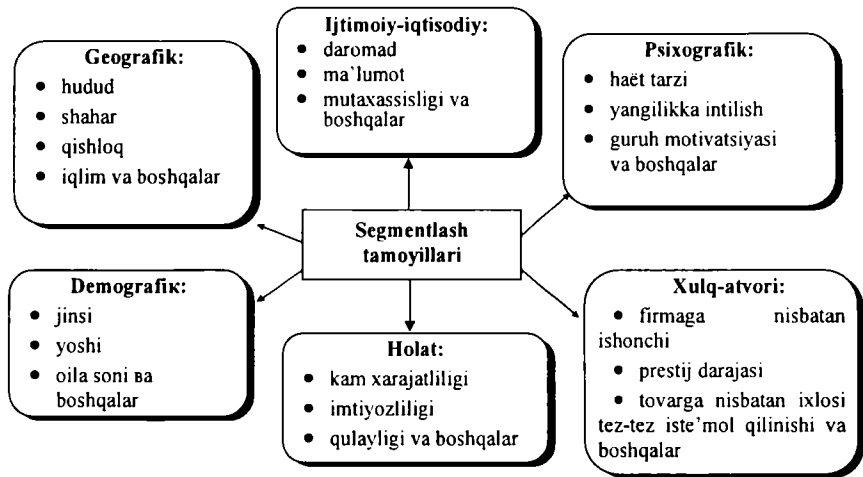 Geografik:
• hudud
• shahar
• qishloq
• iqlim va boshqalar
Ijtimoiy-iqtisodiy:
• daromad
• ma`lumot
• mutaxassisligi va
boshqalar
Psixografik:
• haёt tarzi
• yangilikka intilish
• guruh motivatsiyasi
va boshqalar
Segmentlash
tamoyillari
Demografiк:
• jinsi
• yoshi
• oila soni ва
boshqalar
Holat:
• kam xarajatliligi
• imtiyozliligi
• qulayligi va boshqalar
Xulq-atvori:
• firmaga nisbatan
ishonchi
• prestij darajasi
• tovarga nisbatan ixlosi
tez-tez iste’mol qilinishi va
boshqalar